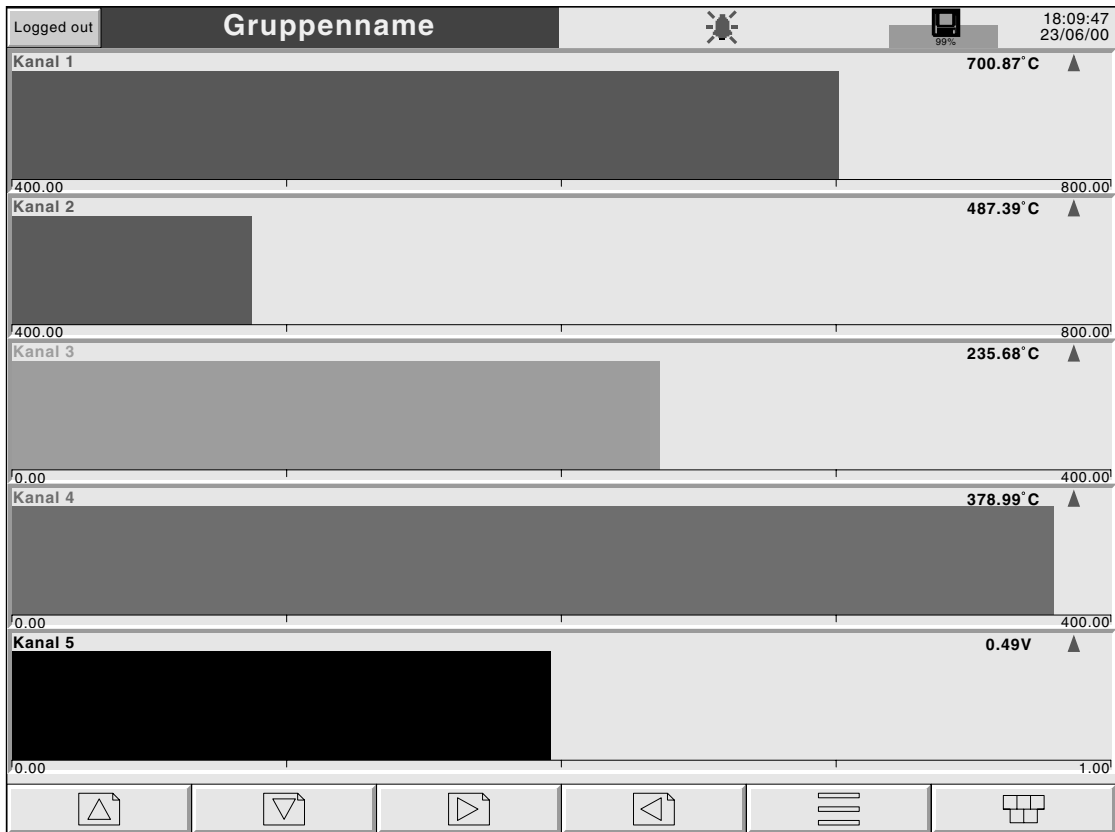 Logged out
Gruppenname
99%
18:09:47
23/06/00
Kanal 1
700.87°C
400.00
800.00
Kanal 2
487.39°C
400.00
800.00
Kanal 3
235.68°C
0.00
400.00
Kanal 4
378.99°C
0.00
400.00
Kanal 5
0.49V
0.00
1.00